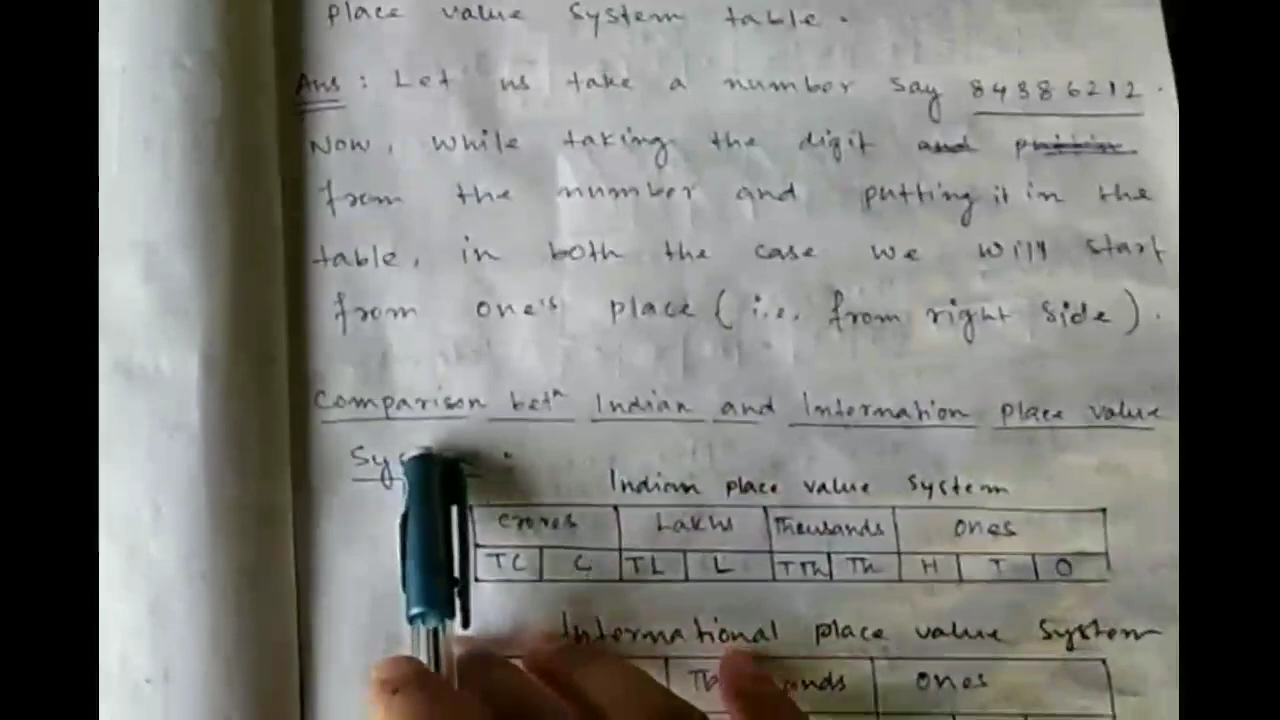 place value system table.
Ans: Let us take a number say 84386212.
Now, while taking the digit and
from the number and putting it in the
table, in both the case we will start
from one's place (i.e. from right side).
Comparison betn Indian and Internation place value
Indian place value system
Crores Lakhs Thousands Ones
TC C TL L TTh Th H T O
International place value system
Ones